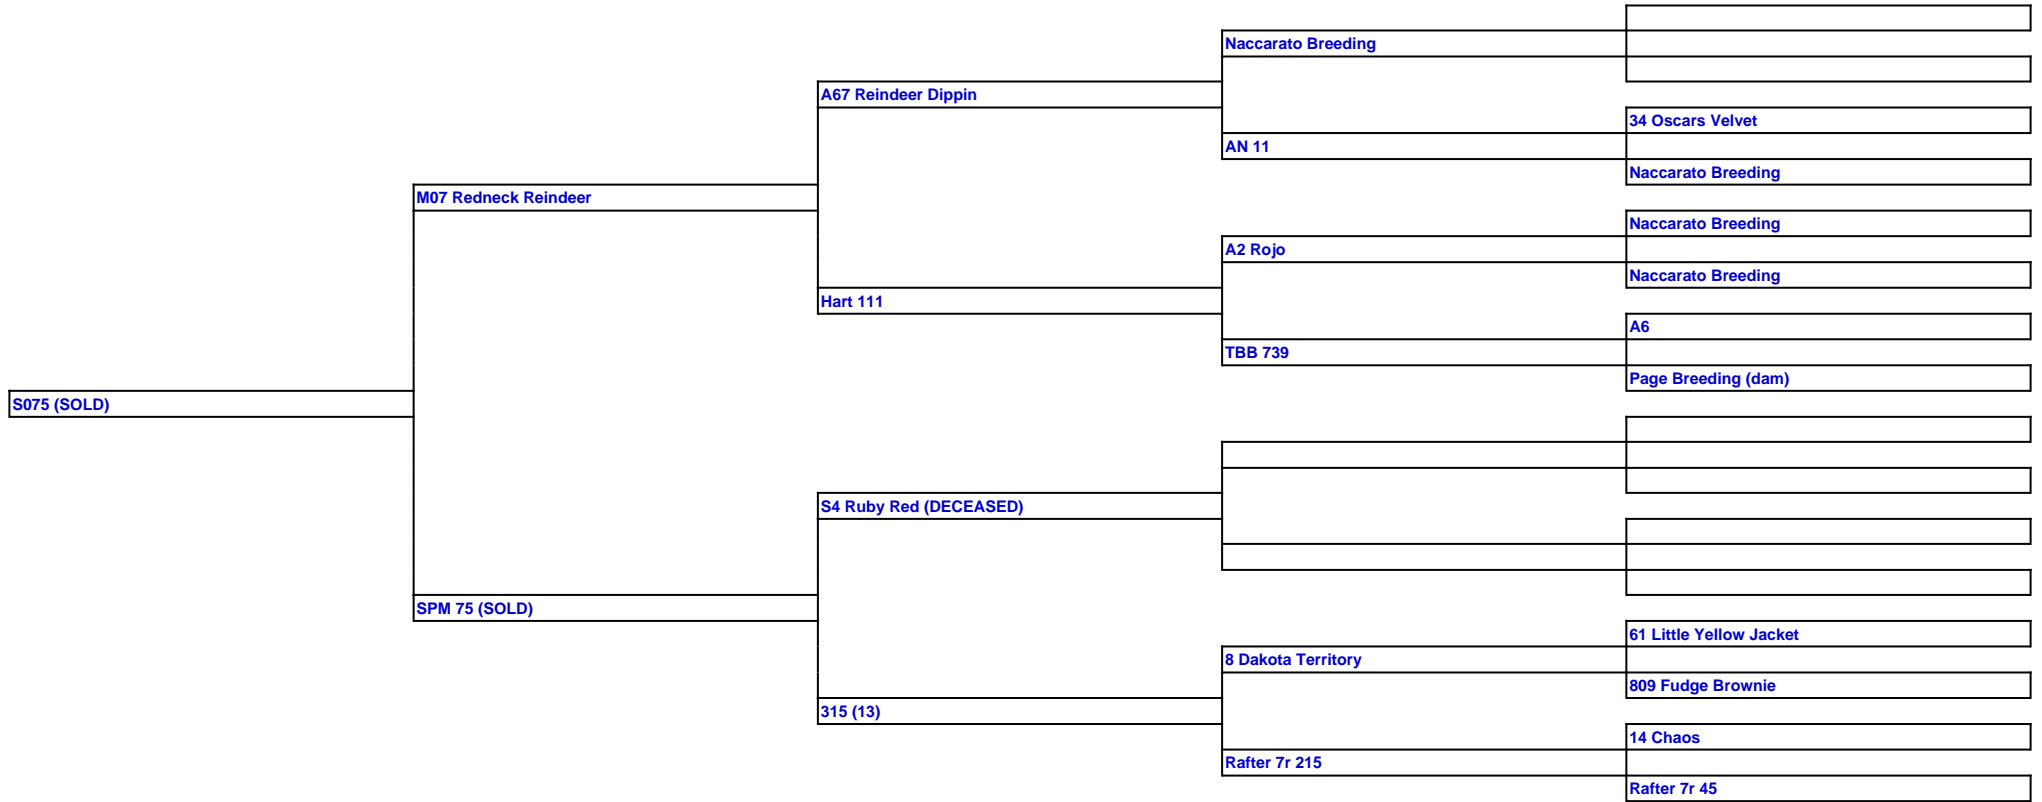 Naccarato Breeding
A67 Reindeer Dippin
34 Oscars Velvet
AN 11
Naccarato Breeding
M07 Redneck Reindeer
Naccarato Breeding
A2 Rojo
Naccarato Breeding
Hart 111
A6
TBB 739
Page Breeding (dam)
S075 (SOLD)
S4 Ruby Red (DECEASED)
SPM 75 (SOLD)
61 Little Yellow Jacket
8 Dakota Territory
809 Fudge Brownie
315 (13)
14 Chaos
Rafter 7r 215
Rafter 7r 45